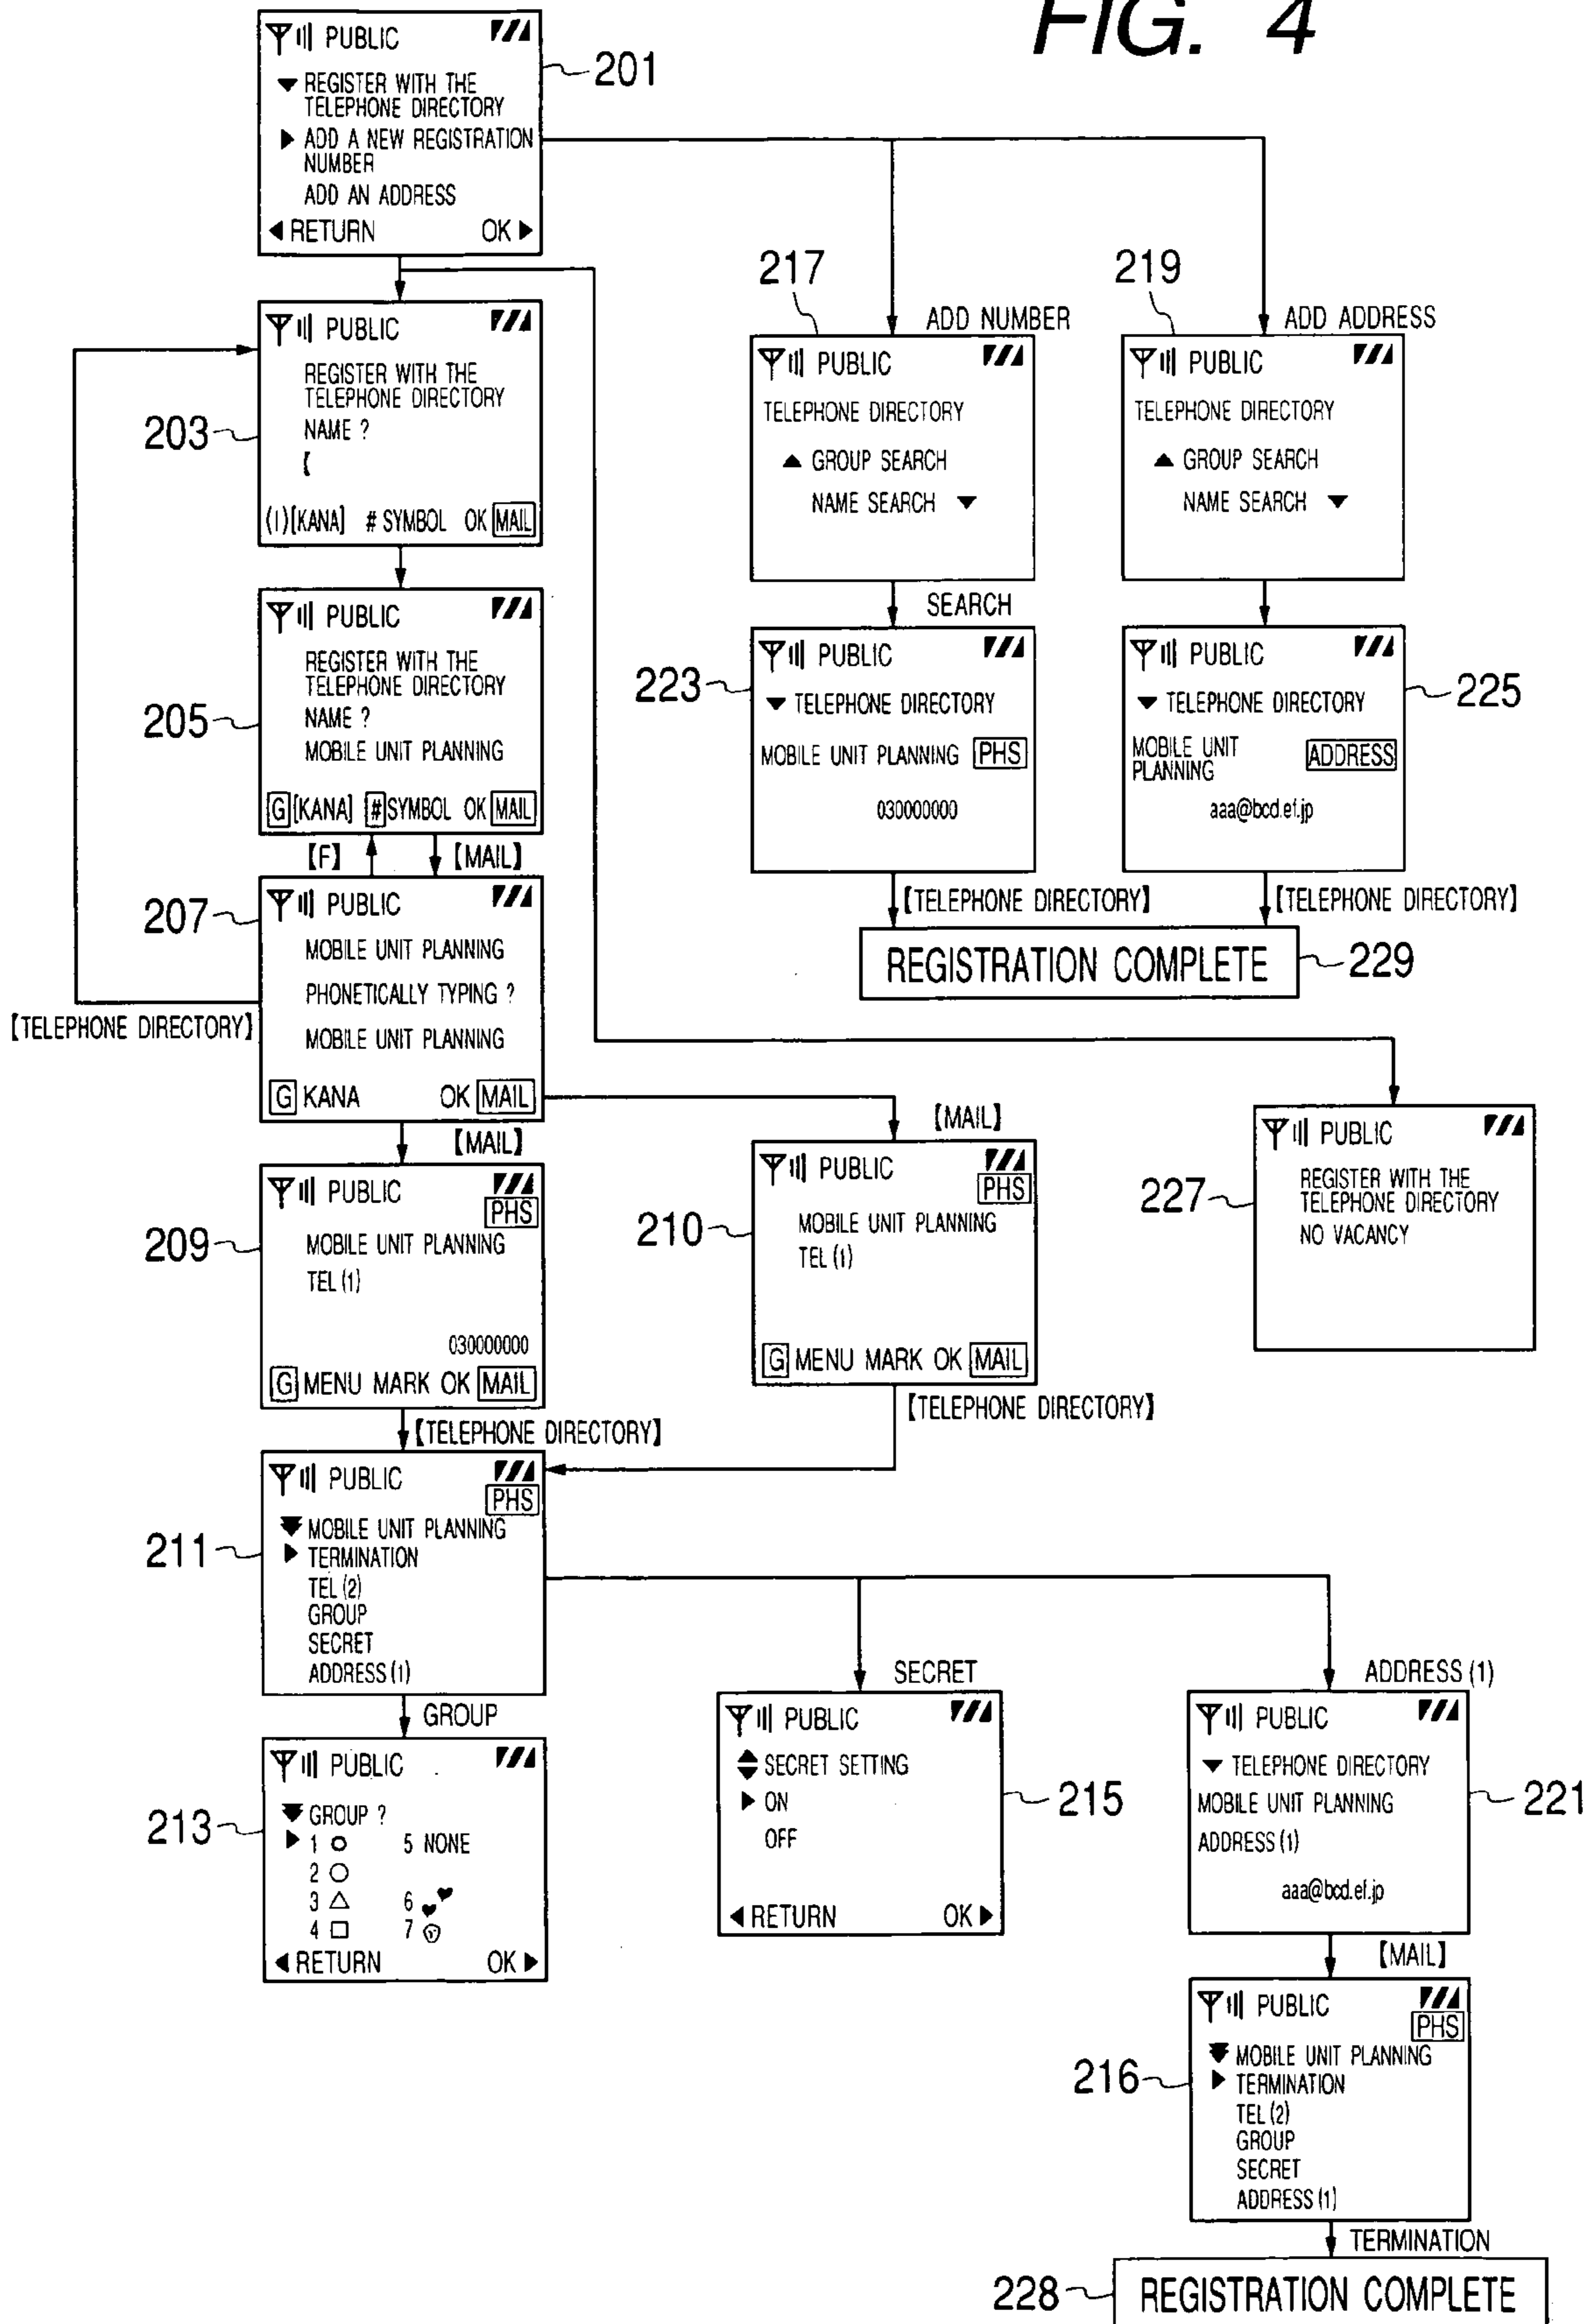 FIG. 4
PUBLIC
REGISTER WITH THE
TELEPHONE DIRECTORY
ADD A NEW REGISTRATION
NUMBER
ADD AN ADDRESS
RETURN OK
201
PUBLIC
REGISTER WITH THE
TELEPHONE DIRECTORY
NAME ?
[
(1)[KANA] # SYMBOL OK MAIL
203
PUBLIC
REGISTER WITH THE
TELEPHONE DIRECTORY
NAME ?
MOBILE UNIT PLANNING
G [KANA] # SYMBOL OK MAIL
205
【F】 【MAIL】
PUBLIC
MOBILE UNIT PLANNING
PHONETICALLY TYPING ?
MOBILE UNIT PLANNING
G KANA OK MAIL
207
【TELEPHONE DIRECTORY】
【MAIL】
PUBLIC
PHS
MOBILE UNIT PLANNING
TEL (1)
030000000
G MENU MARK OK MAIL
209
【TELEPHONE DIRECTORY】
【MAIL】
PUBLIC
PHS
MOBILE UNIT PLANNING
TEL (1)
G MENU MARK OK MAIL
210
【TELEPHONE DIRECTORY】
PUBLIC
PHS
MOBILE UNIT PLANNING
TERMINATION
TEL (2)
GROUP
SECRET
ADDRESS (1)
211
GROUP
PUBLIC
GROUP ?
1 5 NONE
2
3 6
4 7
RETURN OK
213
SECRET
PUBLIC
SECRET SETTING
ON
OFF
RETURN OK
215
ADDRESS (1)
PUBLIC
TELEPHONE DIRECTORY
MOBILE UNIT PLANNING
ADDRESS (1)
aaa@bcd.ef.jp
221
【MAIL】
PUBLIC
PHS
MOBILE UNIT PLANNING
TERMINATION
TEL (2)
GROUP
SECRET
ADDRESS (1)
216
TERMINATION
REGISTRATION COMPLETE
228
217
ADD NUMBER
PUBLIC
TELEPHONE DIRECTORY
GROUP SEARCH
NAME SEARCH
SEARCH
PUBLIC
TELEPHONE DIRECTORY
MOBILE UNIT PLANNING PHS
030000000
223
【TELEPHONE DIRECTORY】
219
ADD ADDRESS
PUBLIC
TELEPHONE DIRECTORY
GROUP SEARCH
NAME SEARCH
PUBLIC
TELEPHONE DIRECTORY
MOBILE UNIT
PLANNING
ADDRESS
aaa@bcd.ef.jp
225
【TELEPHONE DIRECTORY】
REGISTRATION COMPLETE
229
PUBLIC
REGISTER WITH THE
TELEPHONE DIRECTORY
NO VACANCY
227